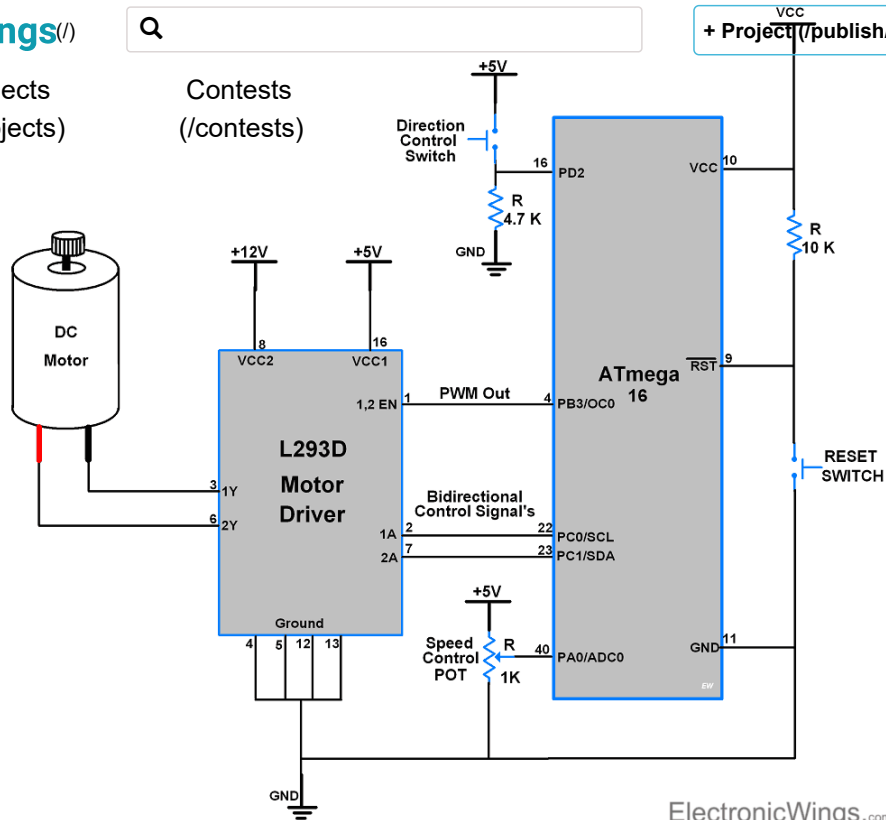 ngs(/)
+ Project (/publish/
VCC
ects
jects)
Contests
(/contests)
+5V
Direction
Control
Switch
16
PD2
R
4.7 K
GND
VCC
10
R
10 K
DC
Motor
+12V
+5V
8
VCC2
16
VCC1
1,2 EN
1
PWM Out
4
PB3/OC0
ATmega
16
RST
9
L293D
Motor
Driver
3
1Y
6
2Y
Bidirectional
Control Signal's
1A
2
22
PC0/SCL
2A
7
23
PC1/SDA
RESET
SWITCH
Ground
4
5
12
13
+5V
Speed
Control
POT
R
1K
40
PA0/ADC0
GND
11
EW
GND
ElectronicWings.com